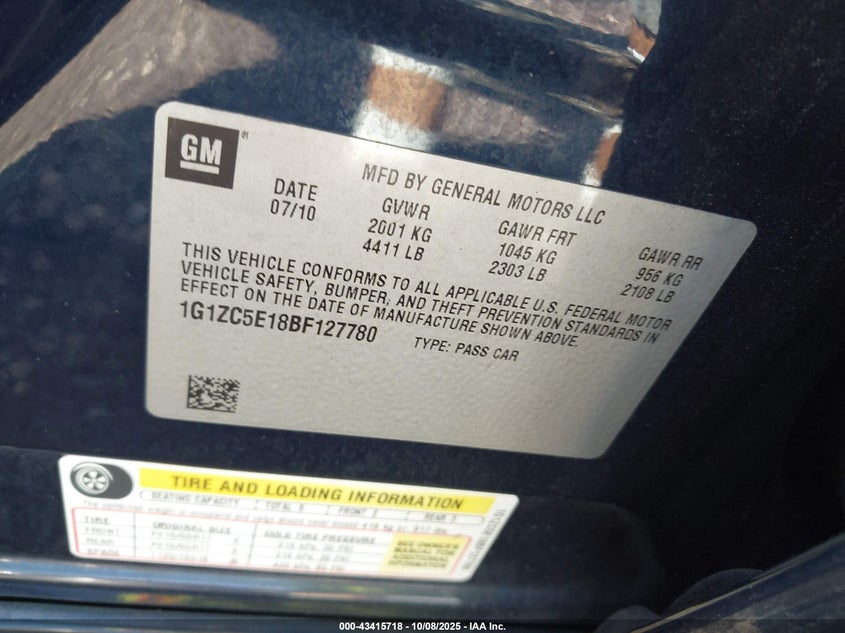 GM ®
MFD BY GENERAL MOTORS LLC
DATE GVWR GAWR FRT GAWR RR
07/10 2001 KG 1045 KG 956 KG
4411 LB 2303 LB 2108 LB
THIS VEHICLE CONFORMS TO ALL APPLICABLE U.S. FEDERAL MOTOR
VEHICLE SAFETY, BUMPER, AND THEFT PREVENTION STANDARDS IN
EFFECT ON THE DATE OF MANUFACTURE SHOWN ABOVE.
1G1ZC5E18BF127780 TYPE: PASS CAR
TIRE AND LOADING INFORMATION
SEATING CAPACITY TOTAL 5 FRONT 2 REAR 3
TIRE ORIGINAL SIZE COLD TIRE PRESSURE
FRONT
REAR
SPARE
SEE OWNER'S
MANUAL FOR
ADDITIONAL
INFORMATION
000-43415718 - 10/08/2025 - IAA Inc.